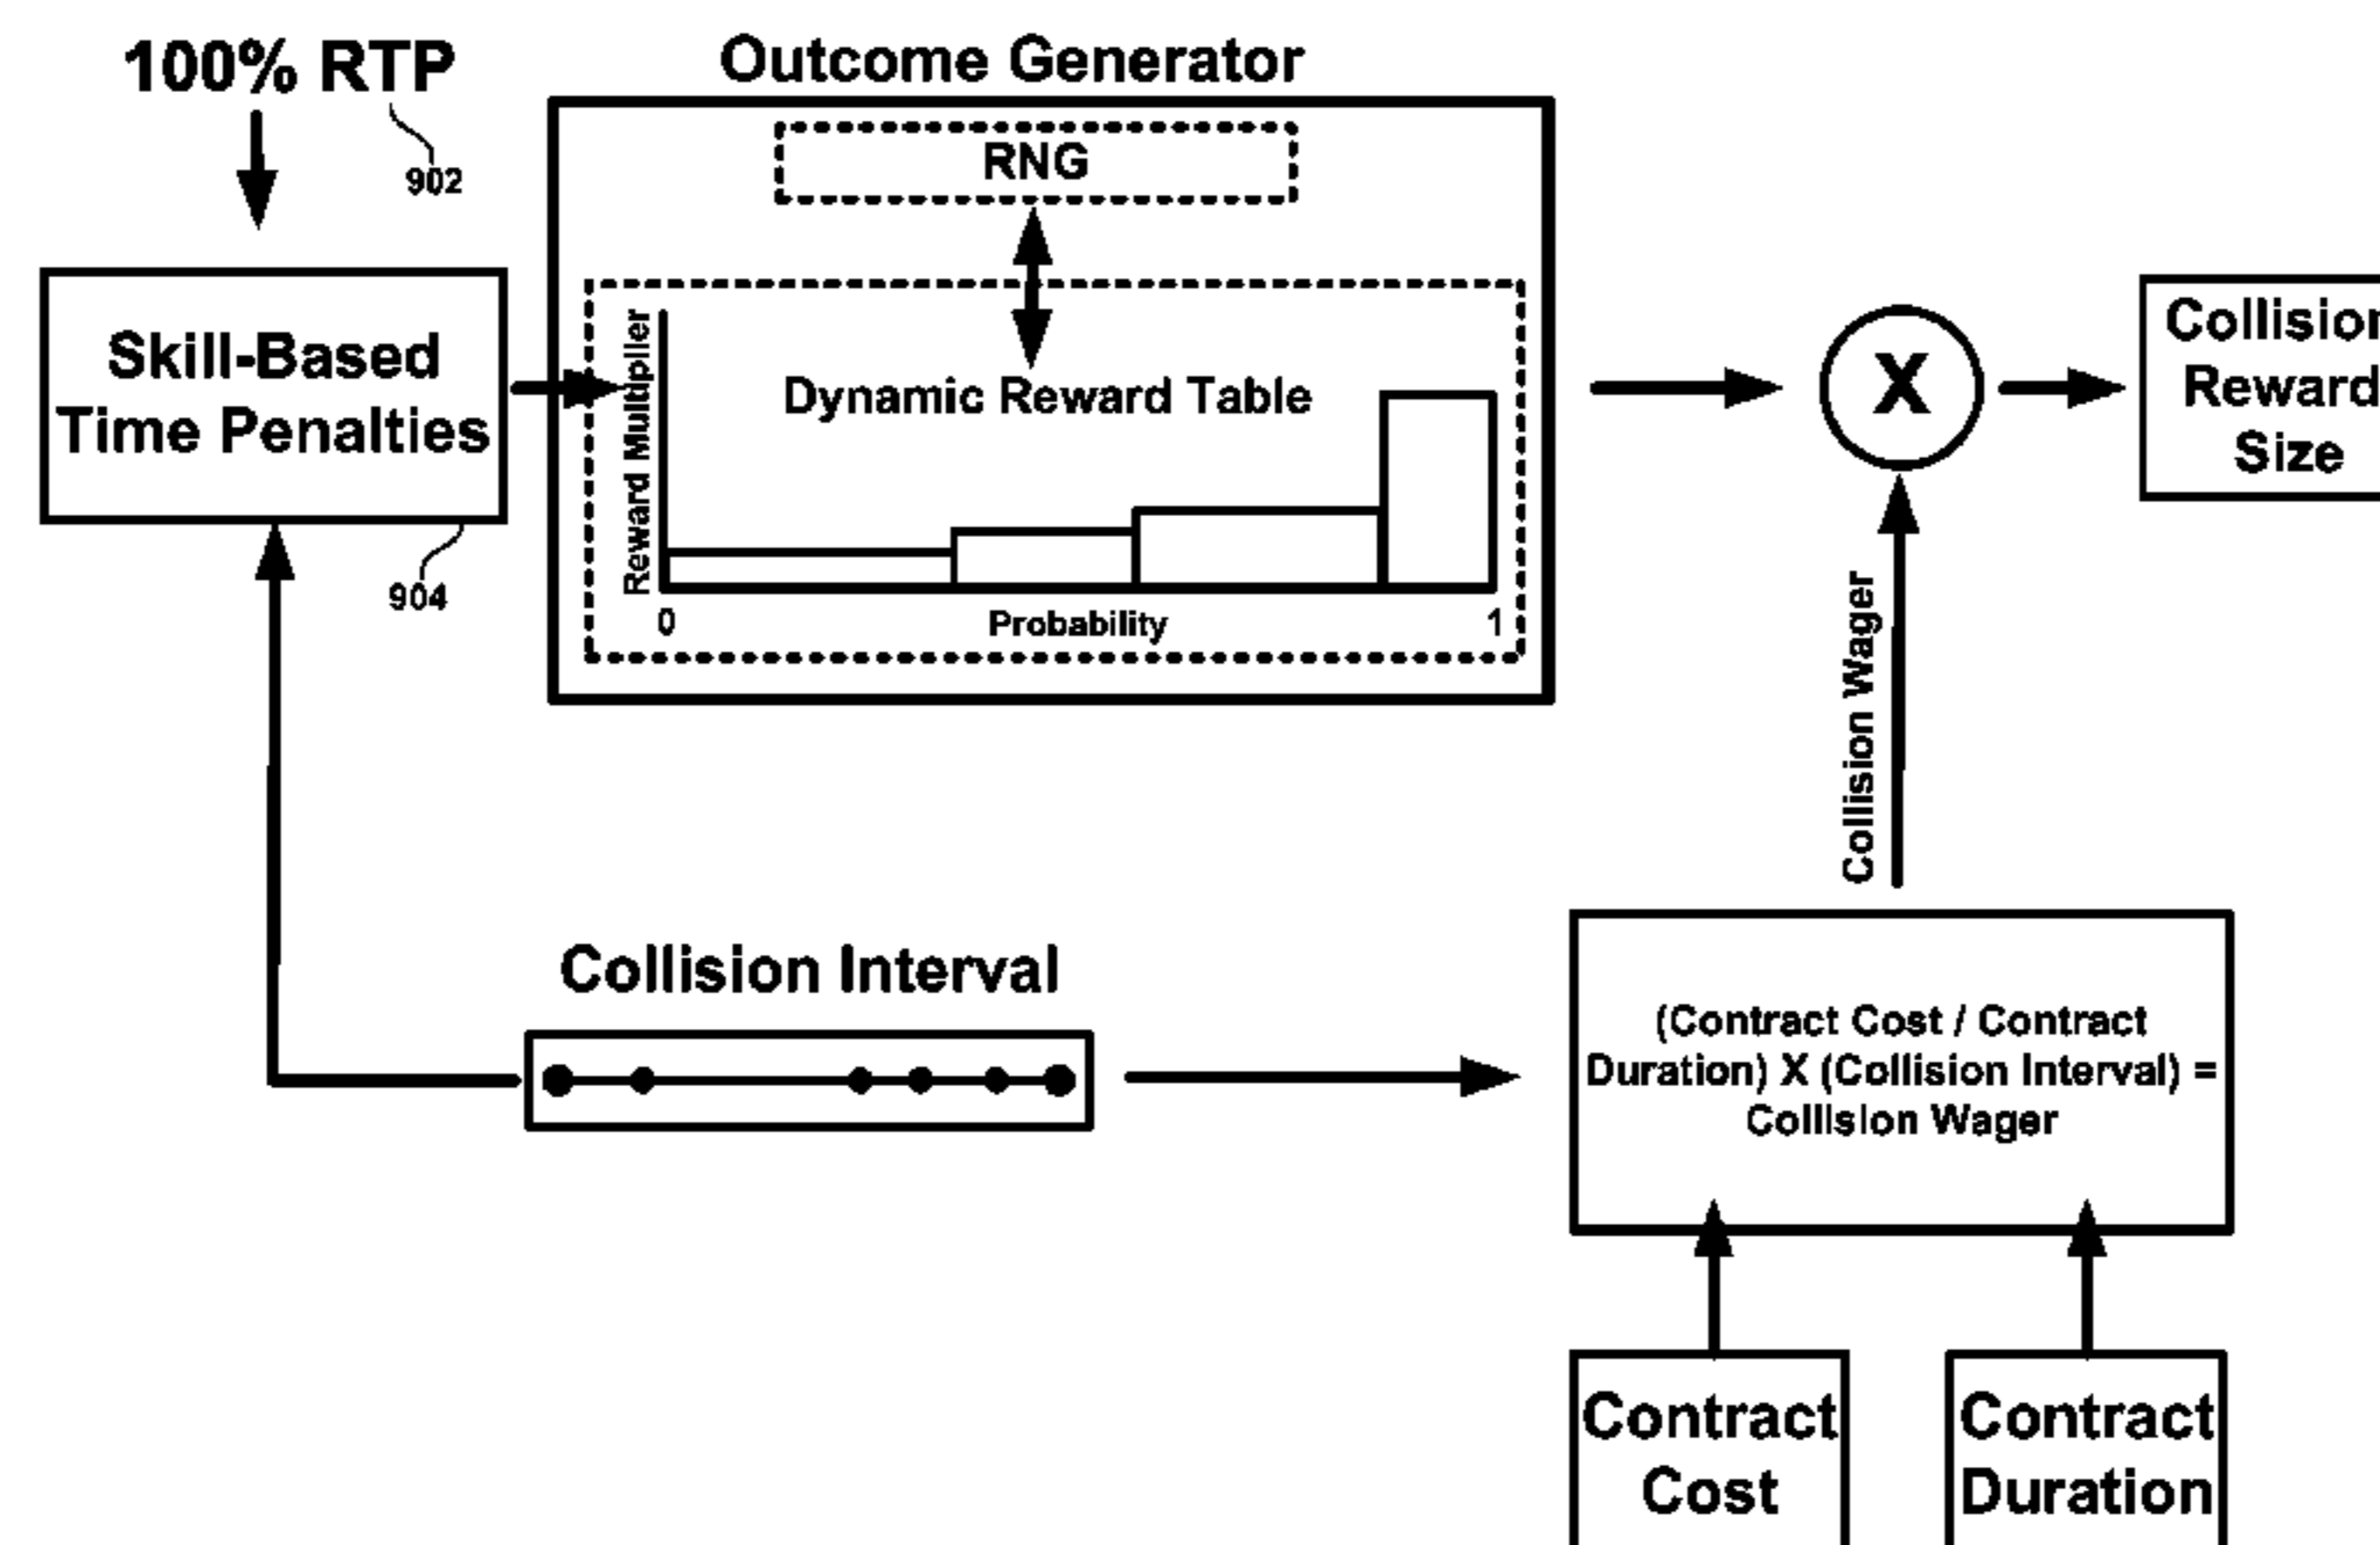 100% RTP
902
Outcome Generator
RNG
Skill-Based
Time Penalties
904
Reward Multiplier
Dynamic Reward Table
0
Probability
1
X
Collision
Reward
Size
Collision Wager
Collision Interval
(Contract Cost / Contract
Duration) X (Collision Interval) =
Collision Wager
Contract
Cost
Contract
Duration